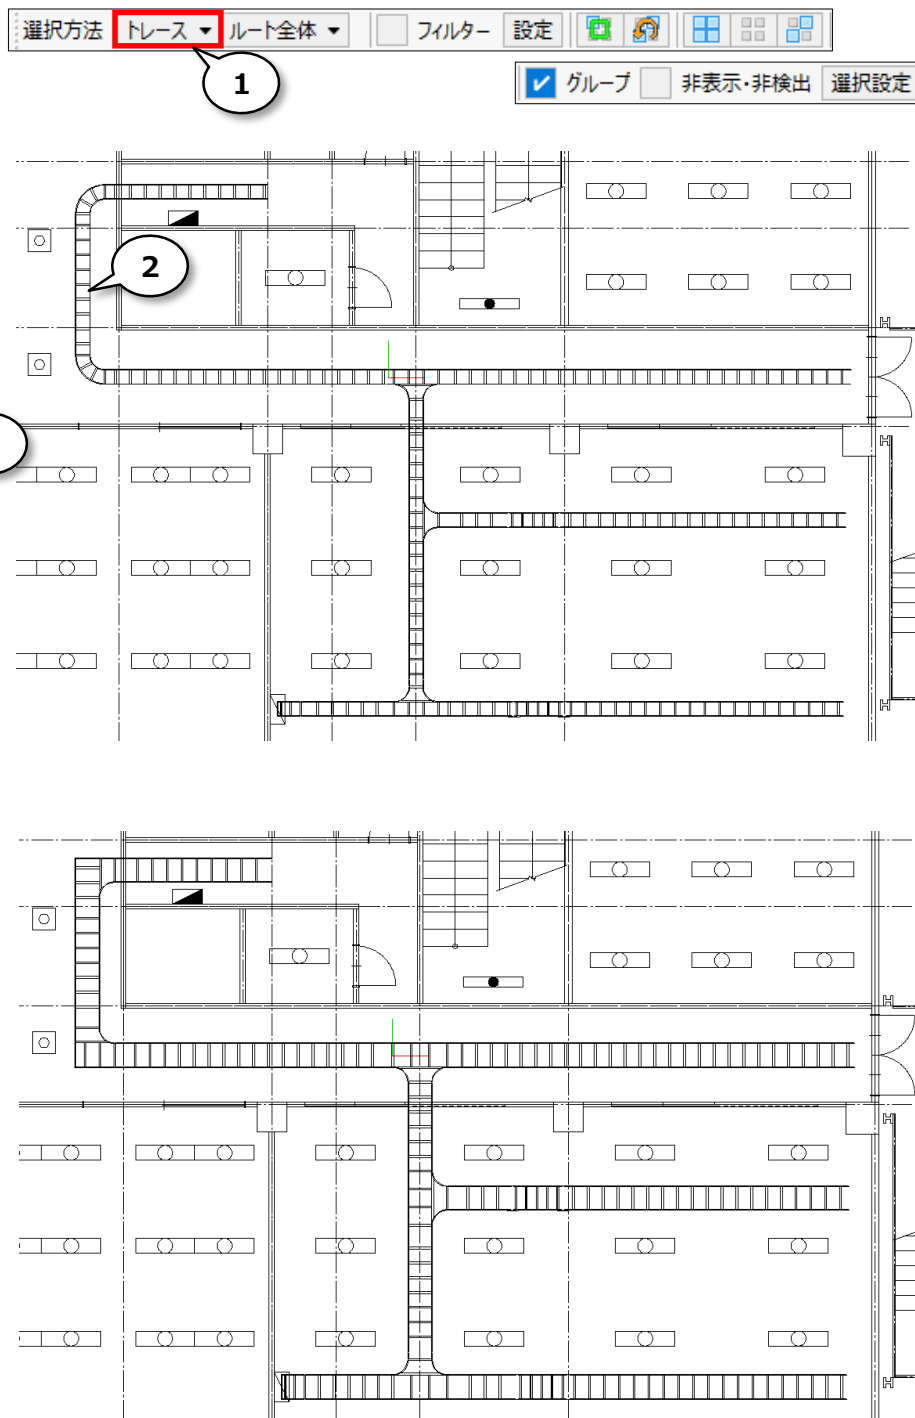 選択方法 トレース ▼ ルート全体 ▼ フィルター 設定
1
グループ 非表示・非検出 選択設定
2